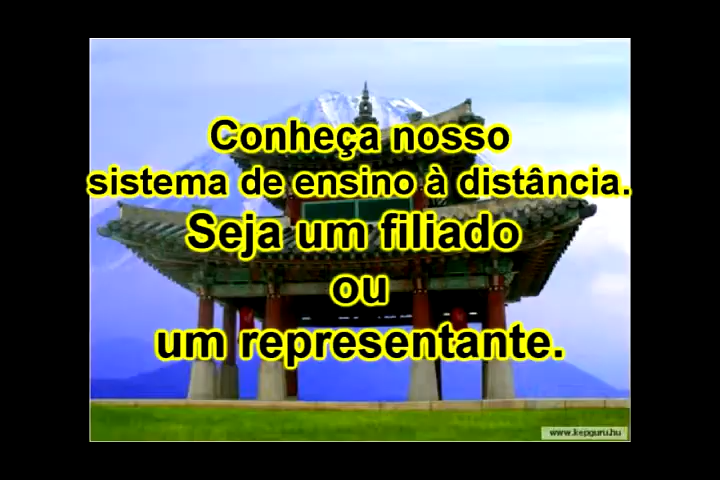 Conheça nosso
sistema de ensino à distância.
Seja um filiado
ou
um representante.
www.kepguru.hu